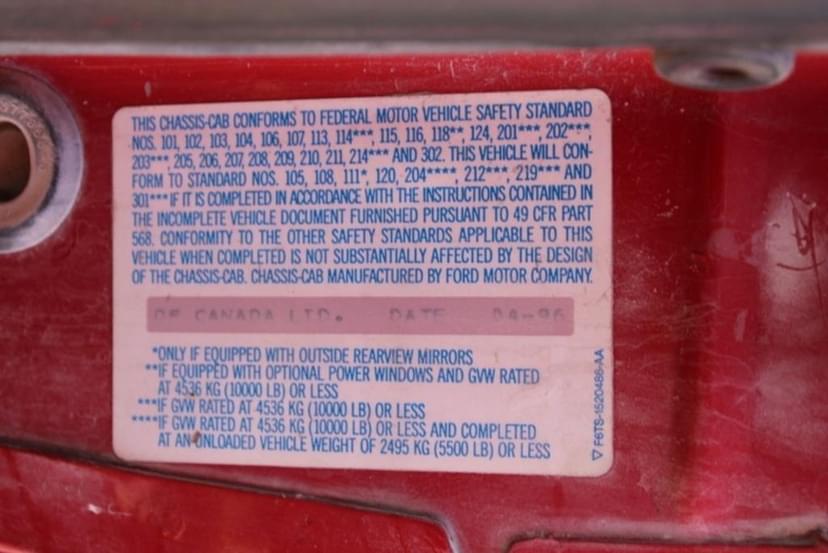 THIS CHASSIS-CAB CONFORMS TO FEDERAL MOTOR VEHICLE SAFETY STANDARD
NOS. 101, 102, 103, 104, 106, 107, 113, 114***, 115, 116, 118**, 124, 201***, 202***,
203***, 205, 206, 207, 208, 209, 210, 211, 214*** AND 302. THIS VEHICLE WILL CON-
FORM TO STANDARD NOS. 105, 108, 111*, 120, 204****, 212***, 219*** AND
301*** IF IT IS COMPLETED IN ACCORDANCE WITH THE INSTRUCTIONS CONTAINED IN
THE INCOMPLETE VEHICLE DOCUMENT FURNISHED PURSUANT TO 49 CFR PART
568. CONFORMITY TO THE OTHER SAFETY STANDARDS APPLICABLE TO THIS
VEHICLE WHEN COMPLETED IS NOT SUBSTANTIALLY AFFECTED BY THE DESIGN
OF THE CHASSIS-CAB. CHASSIS-CAB MANUFACTURED BY FORD MOTOR COMPANY.
OF CANADA LTD. DATE 04-96
*ONLY IF EQUIPPED WITH OUTSIDE REARVIEW MIRRORS
**IF EQUIPPED WITH OPTIONAL POWER WINDOWS AND GVW RATED
AT 4536 KG (10000 LB) OR LESS
***IF GVW RATED AT 4536 KG (10000 LB) OR LESS
****IF GVW RATED AT 4536 KG (10000 LB) OR LESS AND COMPLETED
AT AN UNLOADED VEHICLE WEIGHT OF 2495 KG (5500 LB) OR LESS
▽ F6TS-1520486-AA